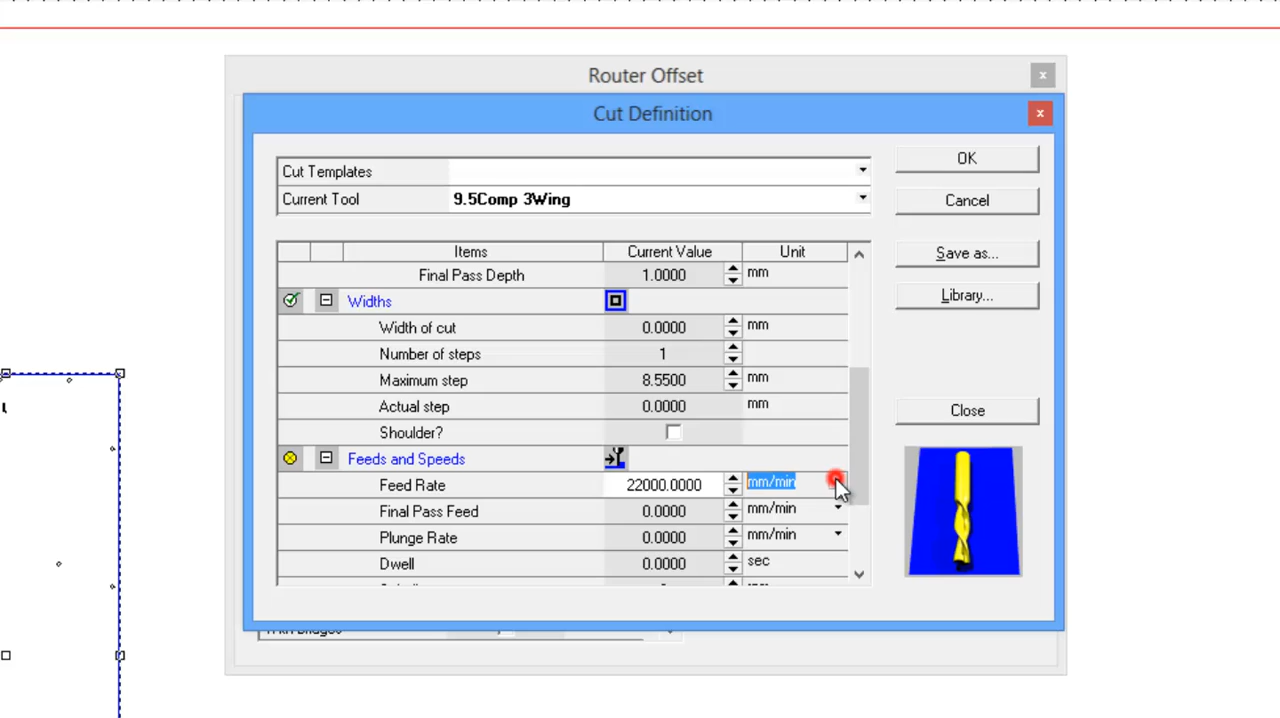 Router Offset
x
Cut Definition
x
Cut Templates
Current Tool 9.5Comp 3Wing
OK
Cancel
Save as...
Library...
Close
Items Current Value Unit
Final Pass Depth 1.0000 mm
Widths
Width of cut 0.0000 mm
Number of steps 1
Maximum step 8.5500 mm
Actual step 0.0000 mm
Shoulder?
Feeds and Speeds
Feed Rate 22000.0000 mm/min
Final Pass Feed 0.0000 mm/min
Plunge Rate 0.0000 mm/min
Dwell 0.0000 sec